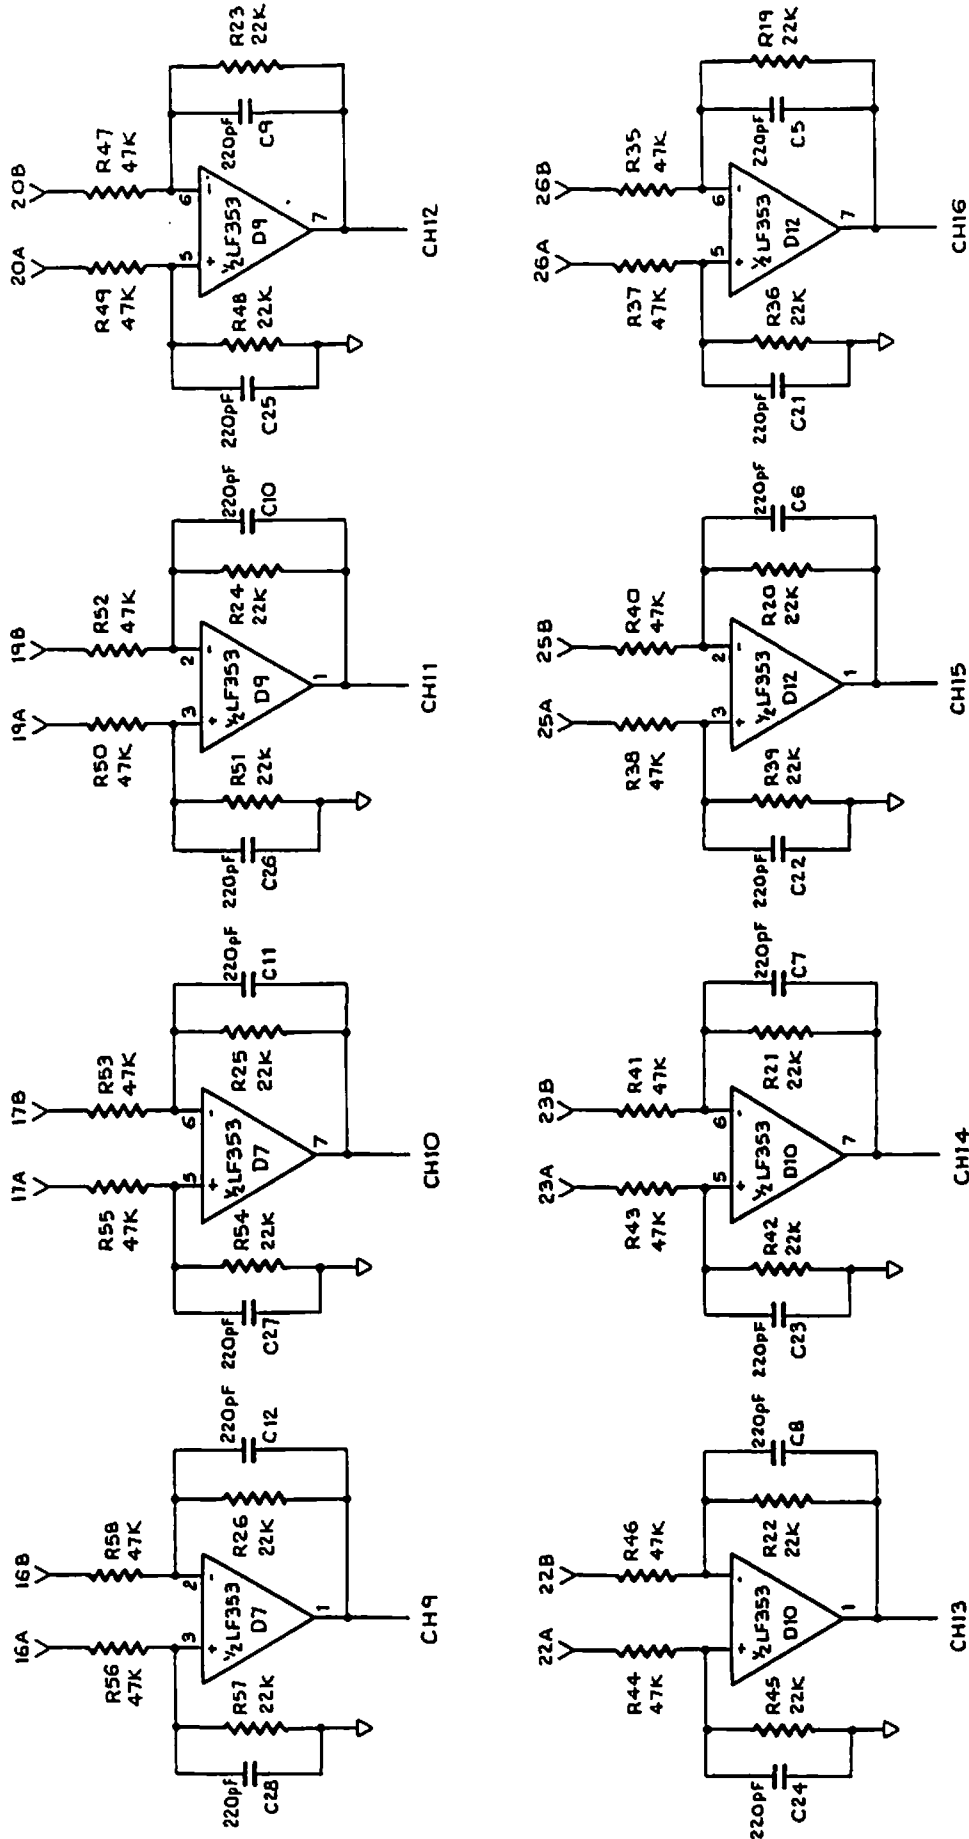 20A
20B
R49
47K
R47
47K
R23
22K
220pF
C9
5
+
6
-
½LF353
D9
7
R48
22K
220pF
C25
CH12
26A
26B
R37
47K
R35
47K
R19
22K
220pF
C5
5
+
6
-
½LF353
D12
7
R36
22K
220pF
C21
CH16
19A
19B
R50
47K
R52
47K
220pF
C10
R24
22K
3
+
2
-
½LF353
D9
1
R51
22K
220pF
C26
CH11
25A
25B
R38
47K
R40
47K
220pF
C6
R20
22K
3
+
2
-
½LF353
D12
1
R39
22K
220pF
C22
CH15
17A
17B
R55
47K
R53
47K
220pF
C11
R25
22K
5
+
6
-
½LF353
D7
7
R54
22K
220pF
C27
CH10
23A
23B
R43
47K
R41
47K
220pF
C7
R21
22K
5
+
6
-
½LF353
D10
7
R42
22K
220pF
C23
CH14
16A
16B
R56
47K
R58
47K
220pF
C12
R26
22K
3
+
2
-
½LF353
D7
1
R57
22K
220pF
C28
CH9
22A
22B
R44
47K
R46
47K
220pF
C8
R22
22K
+
-
½LF353
D10
1
R45
22K
220pF
C24
CH13